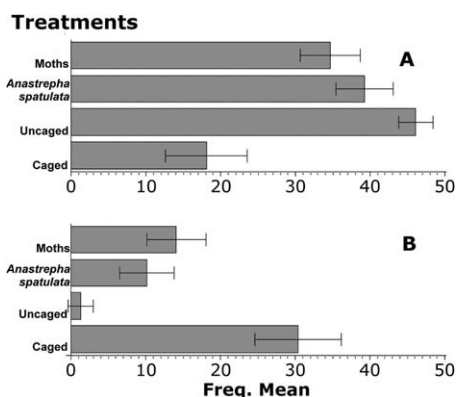 Treatments
A
Moths
Anastrepha
spatulata
Uncaged
Caged
0 10 20 30 40 50
B
Moths
Anastrepha
spatulata
Uncaged
Caged
0 10 20 30 40 50
Freq. Mean